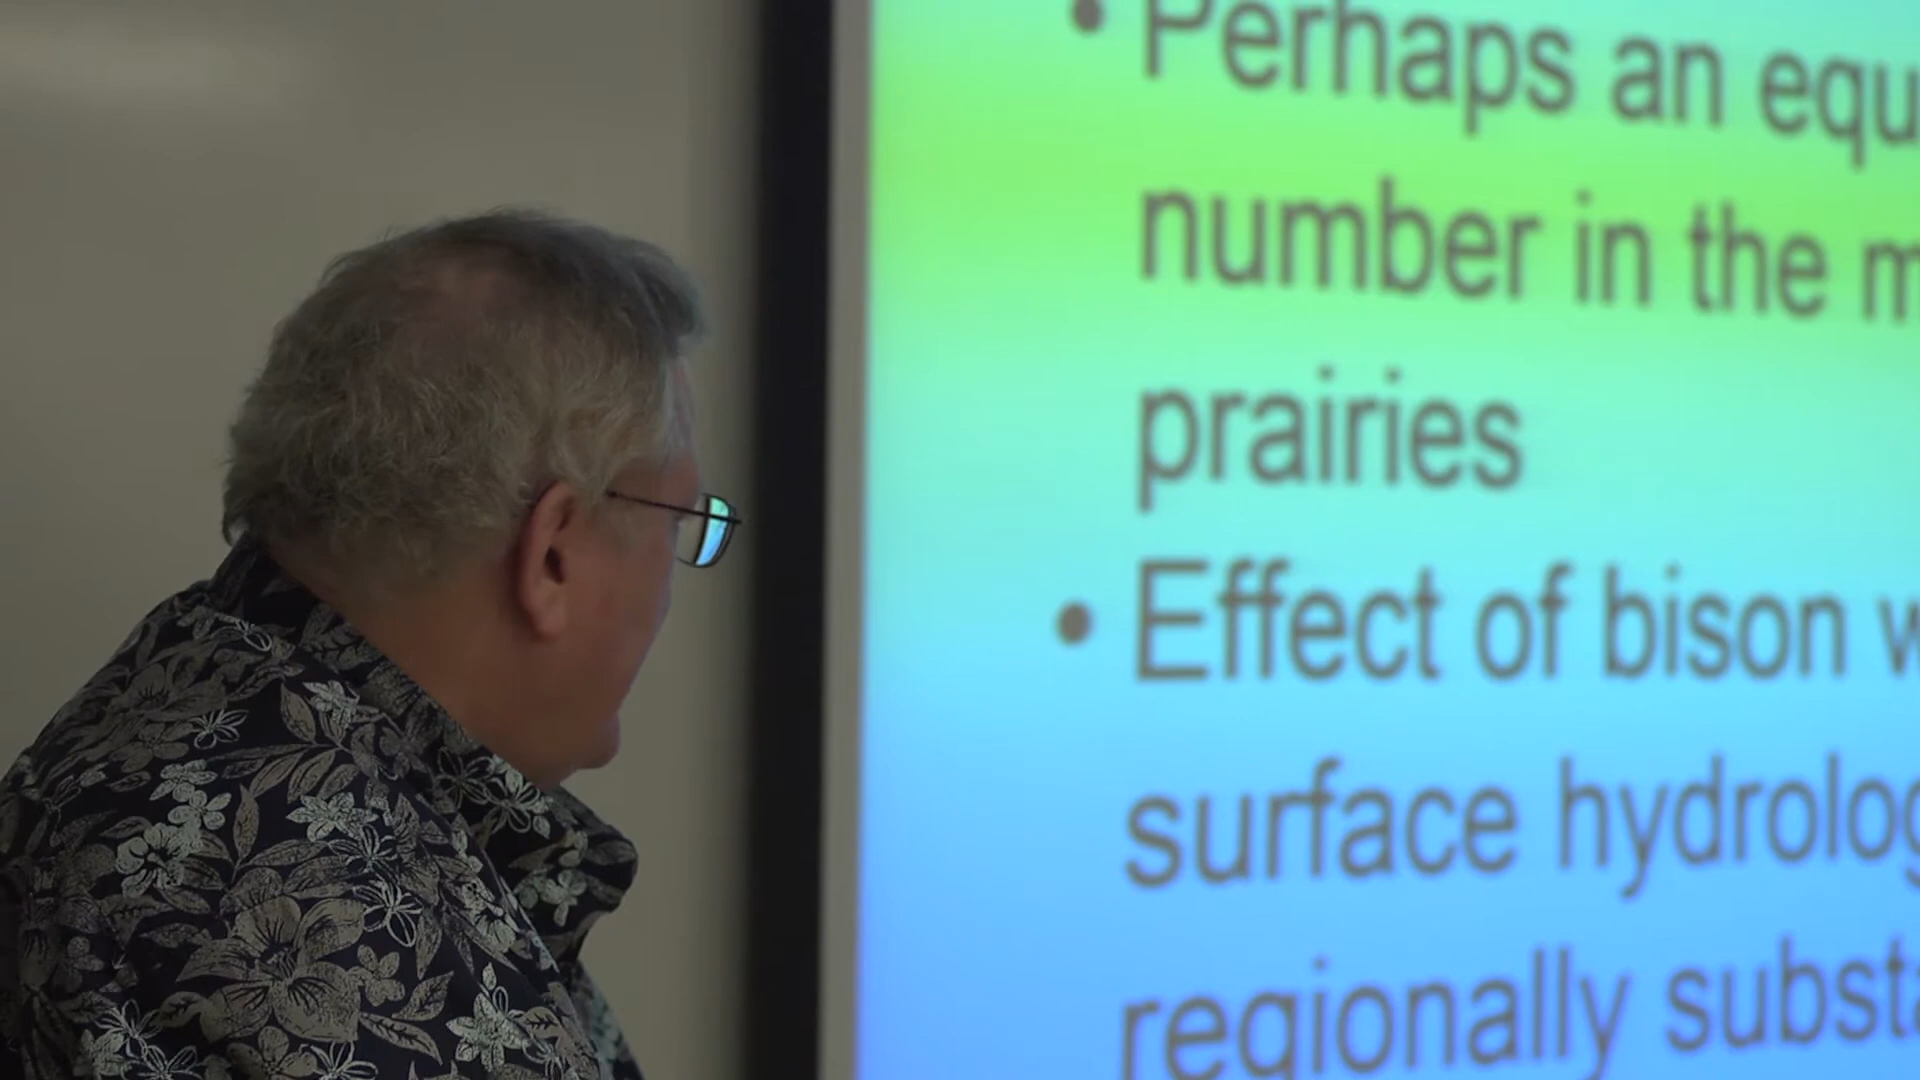 • Perhaps an equ
number in the m
prairies
• Effect of bison w
surface hydrolog
regionally substa